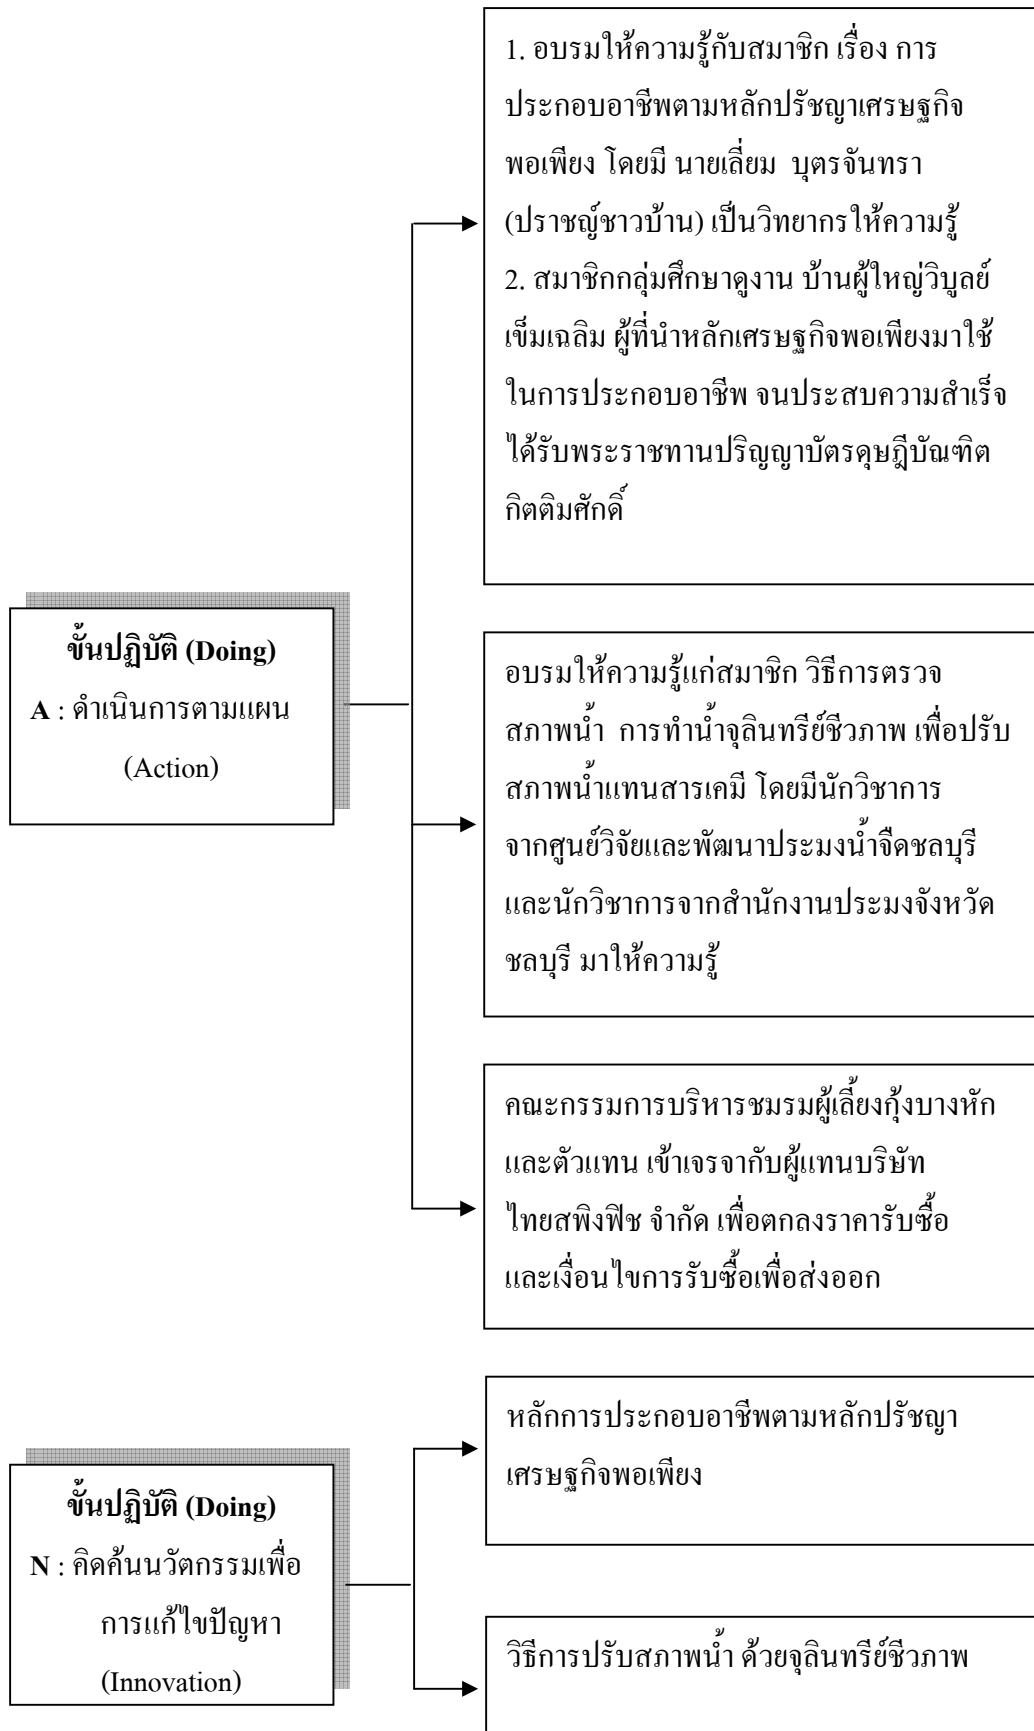 1. อบรมให้ความรู้กับสมาชิก เรื่อง การ
ประกอบอาชีพตามหลักปรัชญาเศรษฐกิจ
พอเพียง โดยมี นายเลี่ยม  บุตรจันทรา
(ปราชญ์ชาวบ้าน) เป็นวิทยากรให้ความรู้
2. สมาชิกกลุ่มศึกษาดูงาน บ้านผู้ใหญ่วิบูลย์
เข็มเฉลิม ผู้ที่นำหลักเศรษฐกิจพอเพียงมาใช้
ในการประกอบอาชีพ จนประสบความสำเร็จ
ได้รับพระราชทานปริญญาบัตรดุษฎีบัณฑิต
กิตติมศักดิ์
ขั้นปฏิบัติ (Doing)
A : ดำเนินการตามแผน
(Action)
อบรมให้ความรู้แก่สมาชิก วิธีการตรวจ
สภาพน้ำ  การทำน้ำจุลินทรีย์ชีวภาพ เพื่อปรับ
สภาพน้ำแทนสารเคมี โดยมีนักวิชาการ
จากศูนย์วิจัยและพัฒนาประมงน้ำจืดชลบุรี
และนักวิชาการจากสำนักงานประมงจังหวัด
ชลบุรี มาให้ความรู้
คณะกรรมการบริหารชมรมผู้เลี้ยงกุ้งบางหัก
และตัวแทน เข้าเจรจากับผู้แทนบริษัท
ไทยสพิงฟิช จำกัด เพื่อตกลงราคารับซื้อ
และเงื่อนไขการรับซื้อเพื่อส่งออก
ขั้นปฏิบัติ (Doing)
N : คิดค้นนวัตกรรมเพื่อ
การแก้ไขปัญหา
(Innovation)
หลักการประกอบอาชีพตามหลักปรัชญา
เศรษฐกิจพอเพียง
วิธีการปรับสภาพน้ำ ด้วยจุลินทรีย์ชีวภาพ